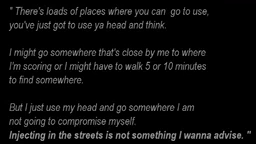 " There's loads of places where you can  go to use,
you've just got to use ya head and think.
I might go somewhere that's close by me to where
I'm scoring or I might have to walk 5 or 10 minutes
to find somewhere.
But I just use my head and go somewhere I am
not going to compromise myself.
Injecting in the streets is not something I wanna advise. "